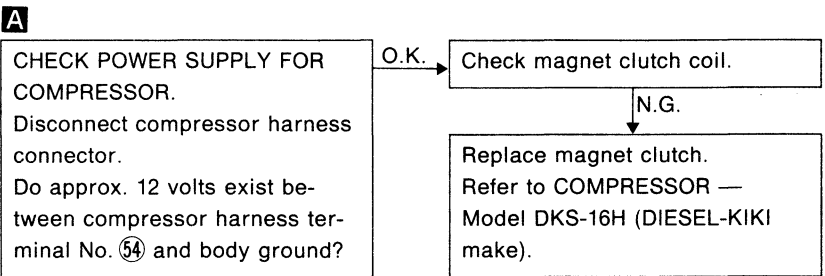 A
CHECK POWER SUPPLY FOR
COMPRESSOR.
Disconnect compressor harness
connector.
Do approx. 12 volts exist be-
tween compressor harness ter-
minal No. 54 and body ground?
O.K.
Check magnet clutch coil.
N.G.
Replace magnet clutch.
Refer to COMPRESSOR —
Model DKS-16H (DIESEL-KIKI
make).